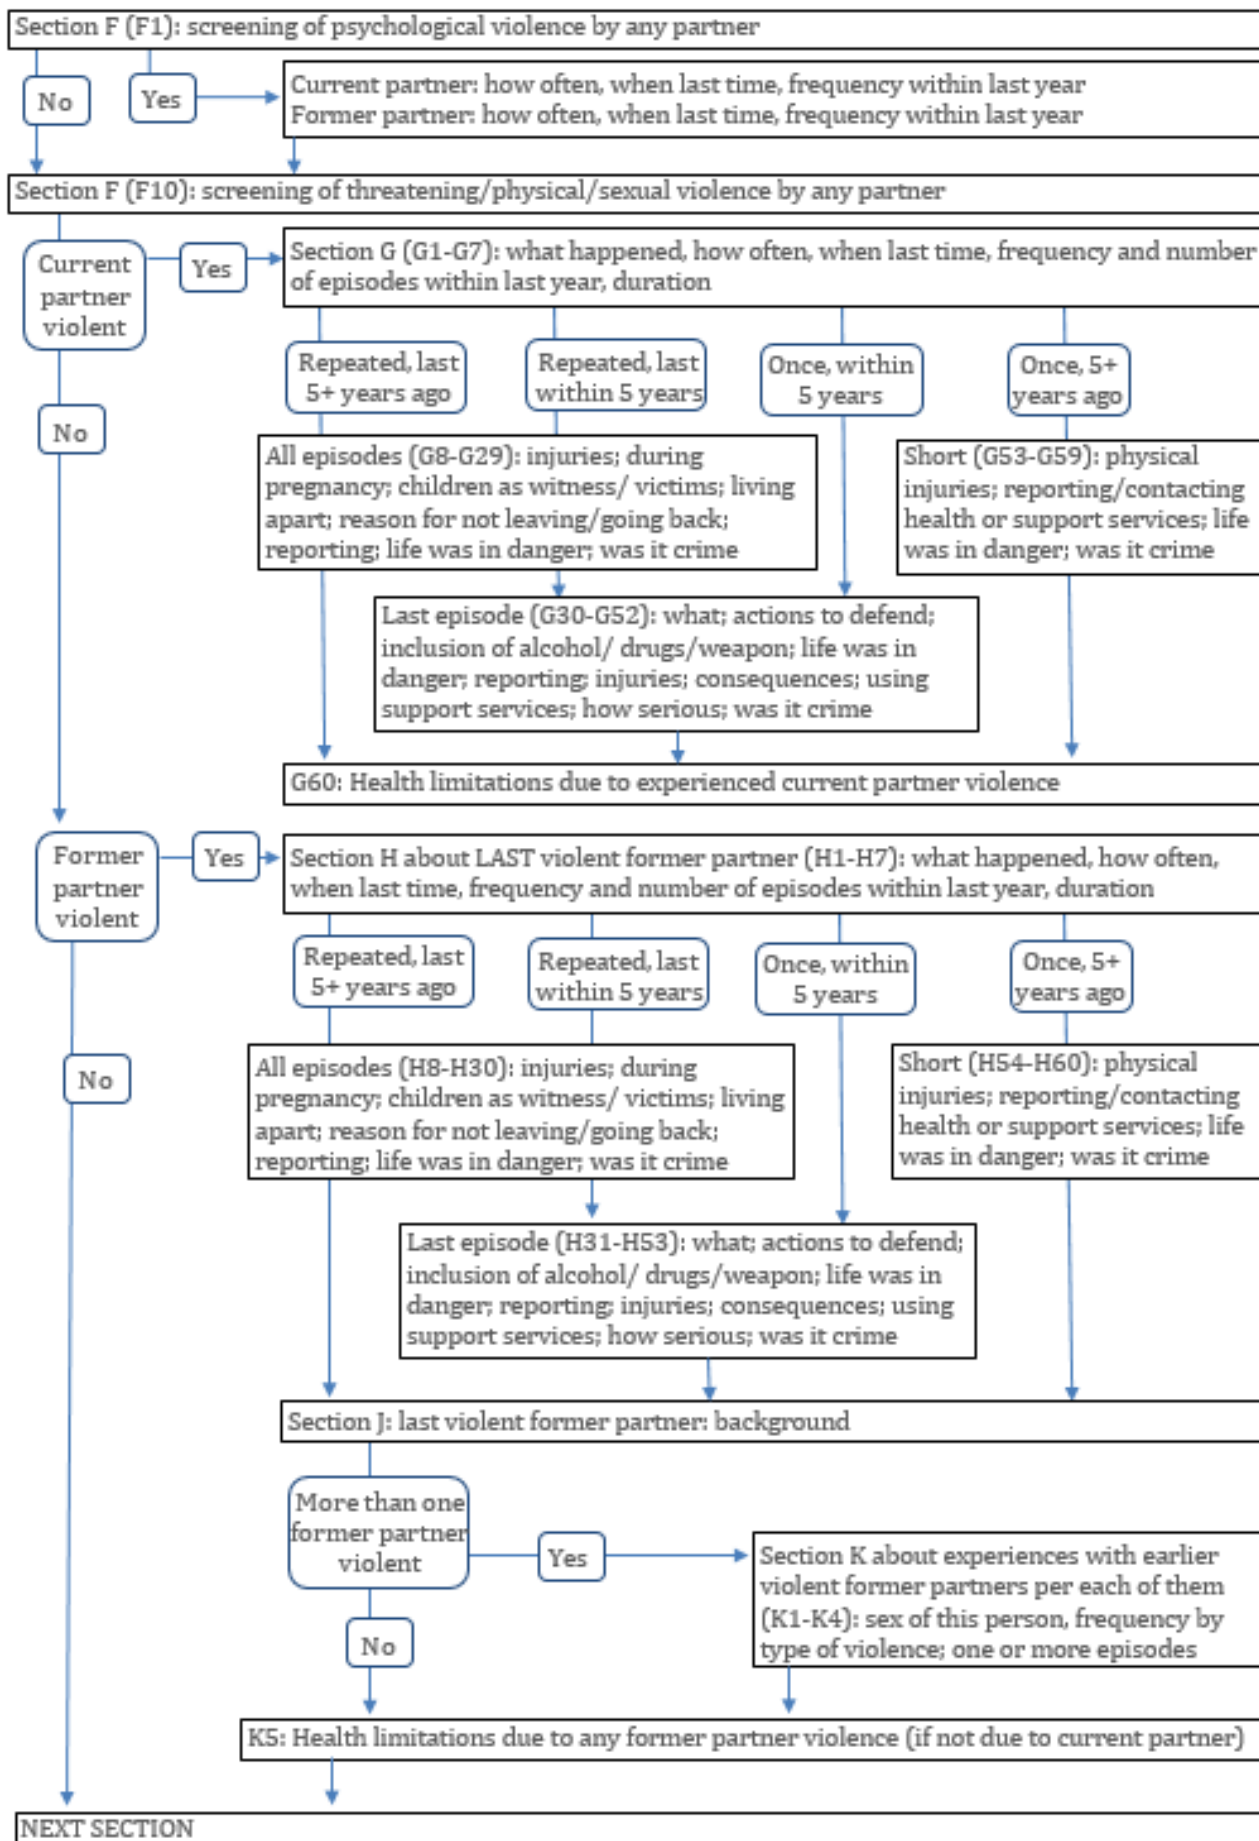 Section F (F1): screening of psychological violence by any partner
No
Yes
Current partner: how often, when last time, frequency within last year
Former partner: how often, when last time, frequency within last year
Section F (F10): screening of threatening/physical/sexual violence by any partner
Current
partner
violent
Yes
Section G (G1-G7): what happened, how often, when last time, frequency and number
of episodes within last year, duration
No
Repeated, last
5+ years ago
Repeated, last
within 5 years
Once, within
5 years
Once, 5+
years ago
All episodes (G8-G29): injuries; during
pregnancy; children as witness/ victims; living
apart; reason for not leaving/going back;
reporting; life was in danger; was it crime
Short (G53-G59): physical
injuries; reporting/contacting
health or support services; life
was in danger; was it crime
Last episode (G30-G52): what; actions to defend;
inclusion of alcohol/ drugs/weapon; life was in
danger; reporting; injuries; consequences; using
support services; how serious; was it crime
G60: Health limitations due to experienced current partner violence
Former
partner
violent
Yes
Section H about LAST violent former partner (H1-H7): what happened, how often,
when last time, frequency and number of episodes within last year, duration
No
Repeated, last
5+ years ago
Repeated, last
within 5 years
Once, within
5 years
Once, 5+
years ago
All episodes (H8-H30): injuries; during
pregnancy; children as witness/ victims; living
apart; reason for not leaving/going back;
reporting; life was in danger; was it crime
Short (H54-H60): physical
injuries; reporting/contacting
health or support services; life
was in danger; was it crime
Last episode (H31-H53): what; actions to defend;
inclusion of alcohol/ drugs/weapon; life was in
danger; reporting; injuries; consequences; using
support services; how serious; was it crime
Section J: last violent former partner: background
More than one
former partner
violent
Yes
Section K about experiences with earlier
violent former partners per each of them
(K1-K4): sex of this person, frequency by
type of violence; one or more episodes
No
K5: Health limitations due to any former partner violence (if not due to current partner)
NEXT SECTION